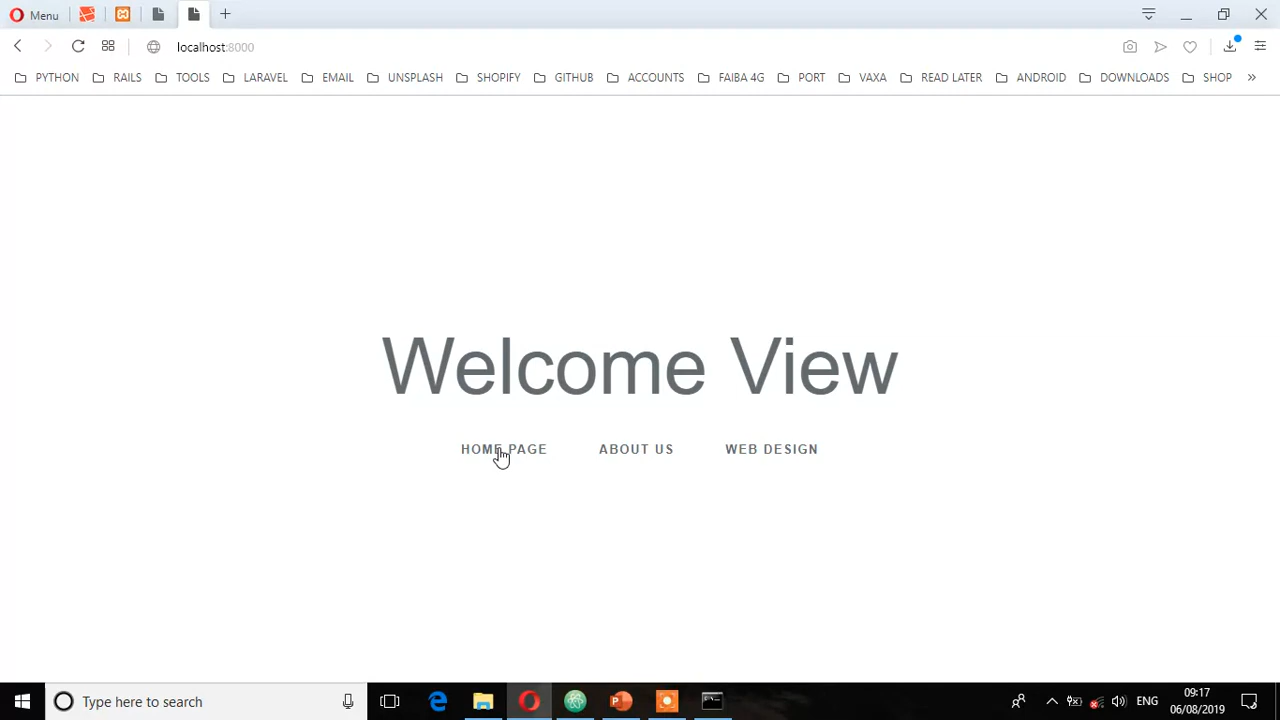 Menu
localhost:8000
PYTHON RAILS TOOLS LARAVEL EMAIL UNSPLASH SHOPIFY GITHUB ACCOUNTS FAIBA 4G PORT VAXA READ LATER ANDROID DOWNLOADS SHOP »
Welcome View
HOME PAGE ABOUT US WEB DESIGN
Type here to search
ENG
09:17
06/08/2019